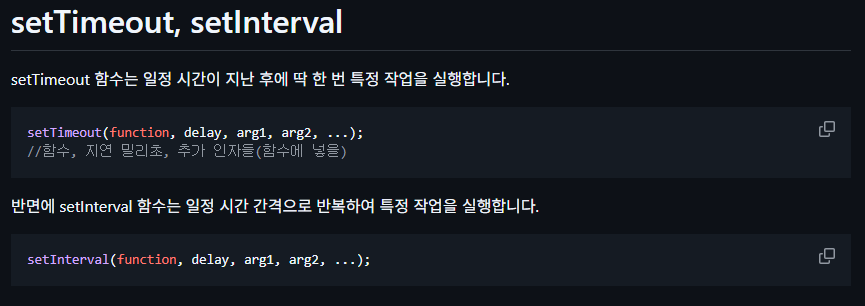 setTimeout, setInterval
setTimeout 함수는 일정 시간이 지난 후에 딱 한 번 특정 작업을 실행합니다.
setTimeout(function, delay, arg1, arg2, ...);
//함수, 지연 밀리초, 추가 인자들(함수에 넣을)
반면에 setInterval 함수는 일정 시간 간격으로 반복하여 특정 작업을 실행합니다.
setInterval(function, delay, arg1, arg2, ...);